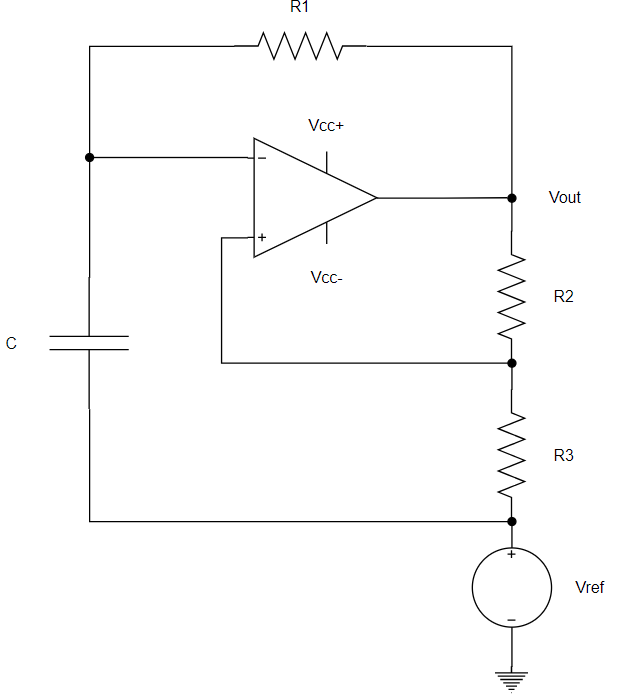 R1
Vcc+
−
Vout
+
Vcc-
R2
C
R3
+
Vref
−